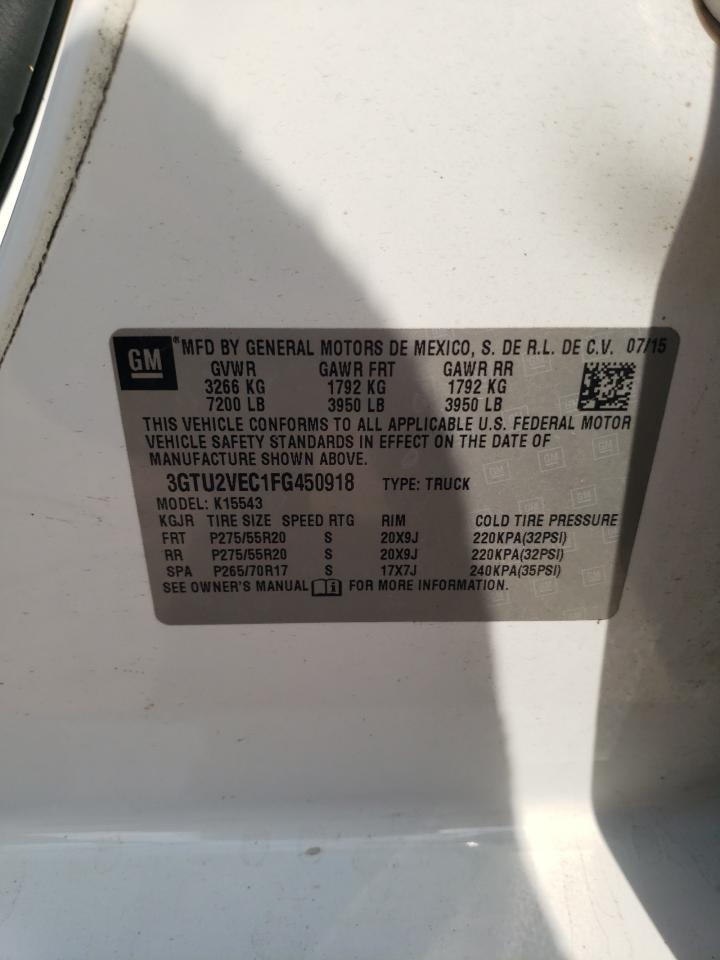 GM ®MFD BY GENERAL MOTORS DE MEXICO, S. DE R.L. DE C.V. 07/15
GVWR GAWR FRT GAWR RR
3266 KG 1792 KG 1792 KG
7200 LB 3950 LB 3950 LB
THIS VEHICLE CONFORMS TO ALL APPLICABLE U.S. FEDERAL MOTOR
VEHICLE SAFETY STANDARDS IN EFFECT ON THE DATE OF
MANUFACTURE SHOWN ABOVE.
3GTU2VEC1FG450918 TYPE: TRUCK
MODEL: K15543
KGJR TIRE SIZE SPEED RTG RIM COLD TIRE PRESSURE
FRT P275/55R20 S 20X9J 220KPA(32PSI)
RR P275/55R20 S 20X9J 220KPA(32PSI)
SPA P265/70R17 S 17X7J 240KPA(35PSI)
SEE OWNER'S MANUAL FOR MORE INFORMATION.